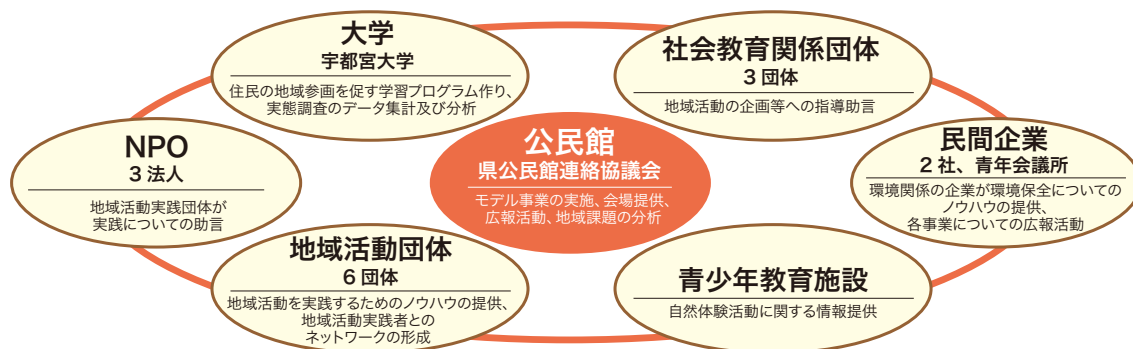 大学
宇都宮大学
住民の地域参画を促す学習プログラム作り、
実態調査のデータ集計及び分析
社会教育関係団体
3 団体
地域活動の企画等への指導助言
NPO
3 法人
地域活動実践団体が
実践についての助言
公民館
県公民館連絡協議会
モデル事業の実施、会場提供、
広報活動、地域課題の分析
民間企業
2 社、青年会議所
環境関係の企業が環境保全についての
ノウハウの提供、
各事業についての広報活動
地域活動団体
6 団体
地域活動を実践するためのノウハウの提供、
地域活動実践者との
ネットワークの形成
青少年教育施設
自然体験活動に関する情報提供